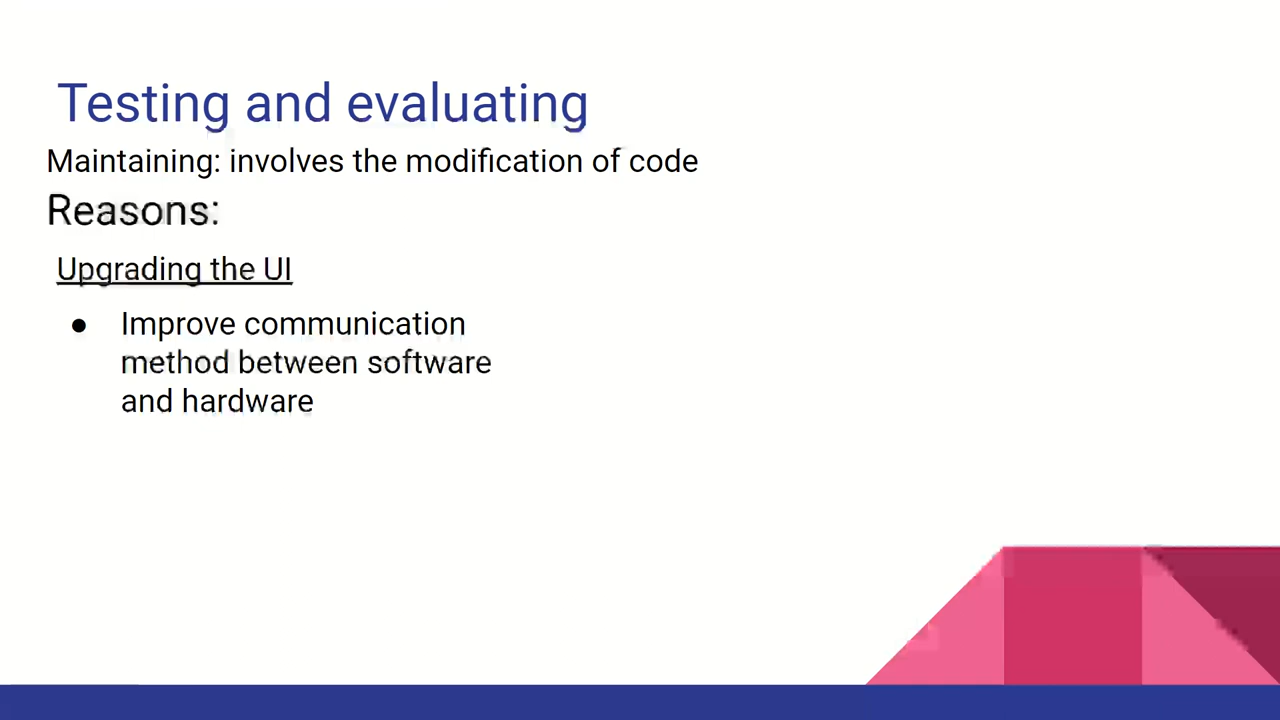 Testing and evaluating
Maintaining: involves the modification of code
Reasons:
Upgrading the UI
● Improve communication
method between software
and hardware